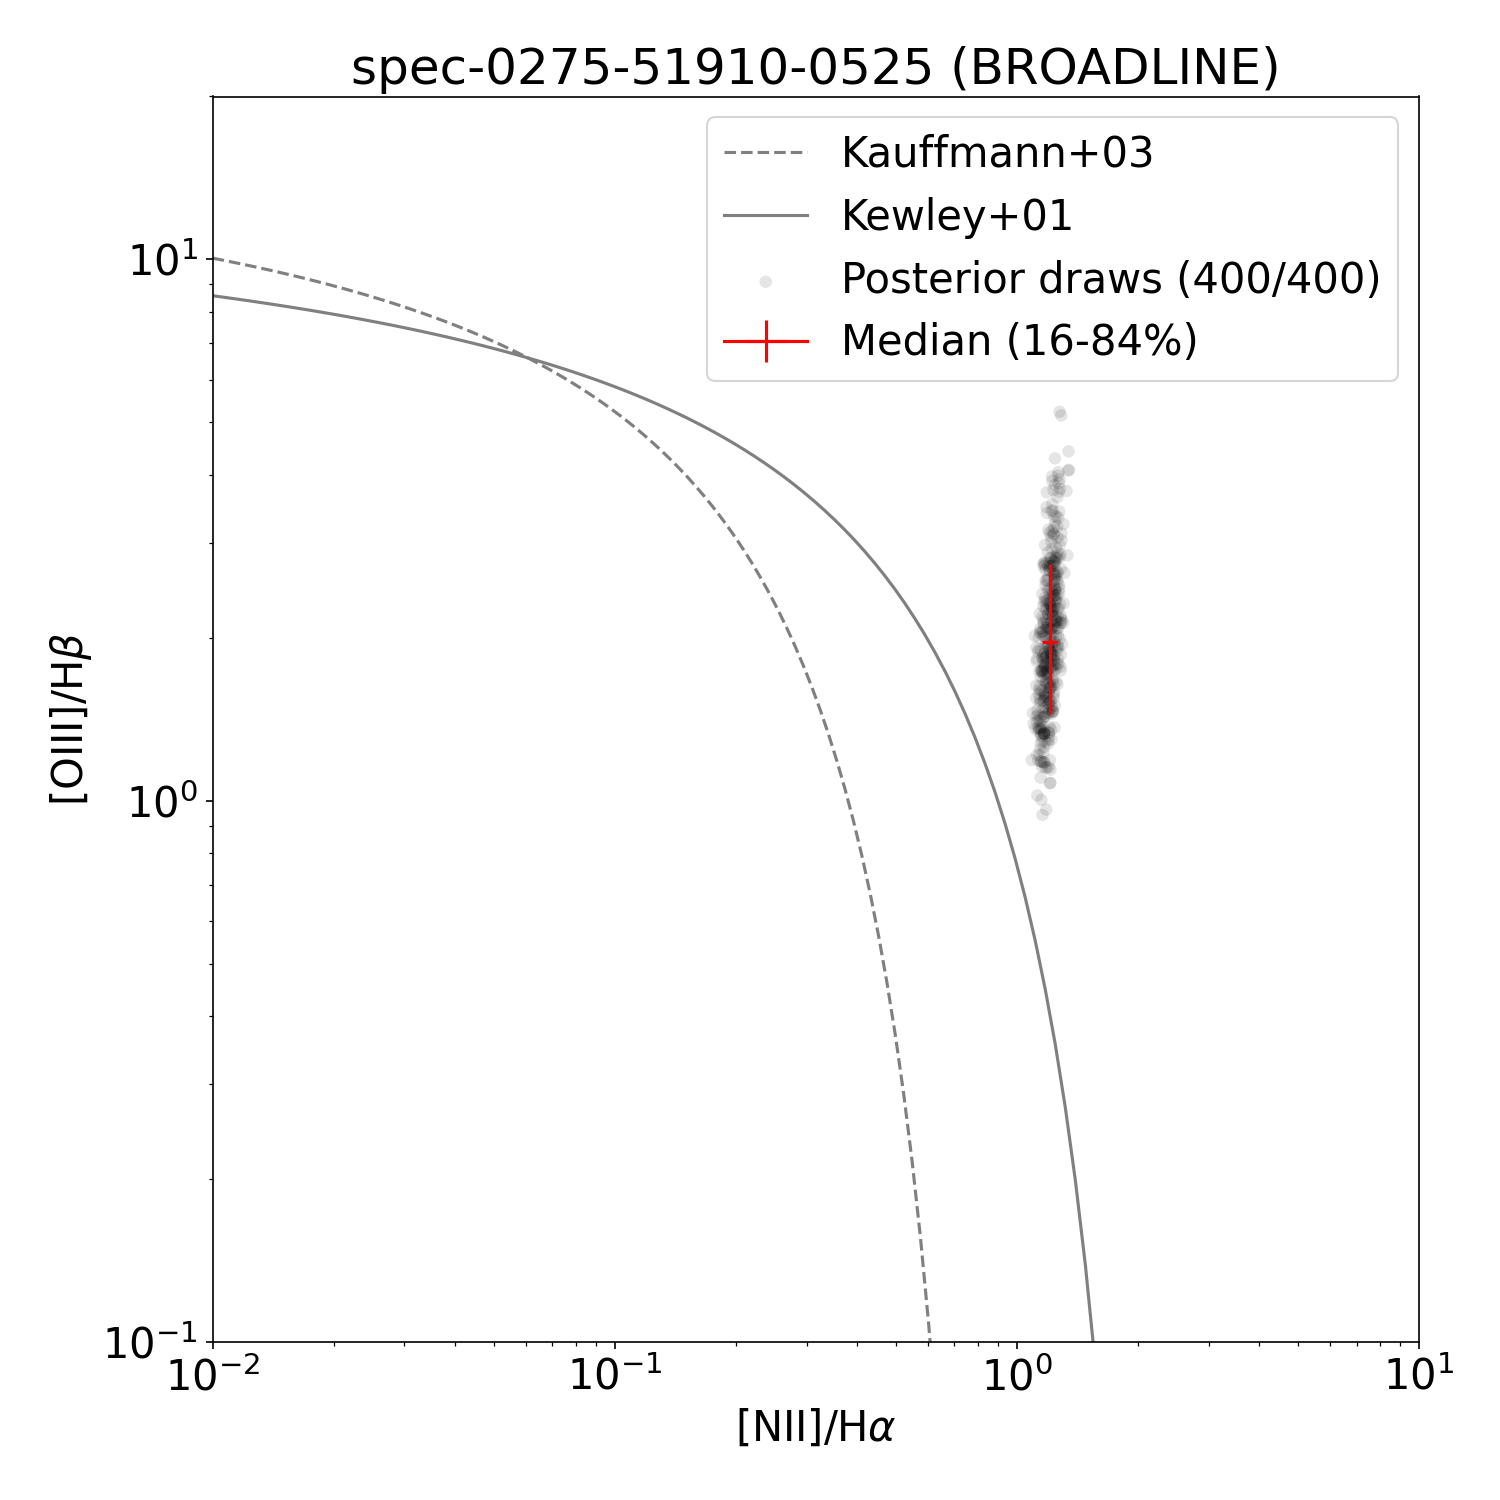 spec-0275-51910-0525 (BROADLINE)
Kauffmann+03
Kewley+01
Posterior draws (400/400)
Median (16-84%)
[OIII]/Hβ
10¹
10⁰
10⁻¹
10⁻² 10⁻¹ 10⁰ 10¹
[NII]/Hα